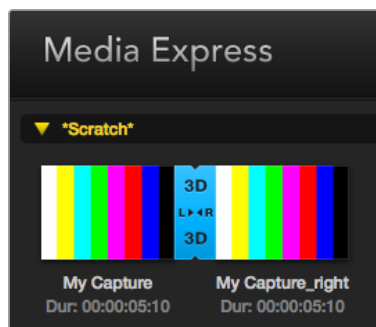 Media Express
*Scratch*
3D
L R
3D
My Capture
My Capture_right
Dur: 00:00:05:10
Dur: 00:00:05:10